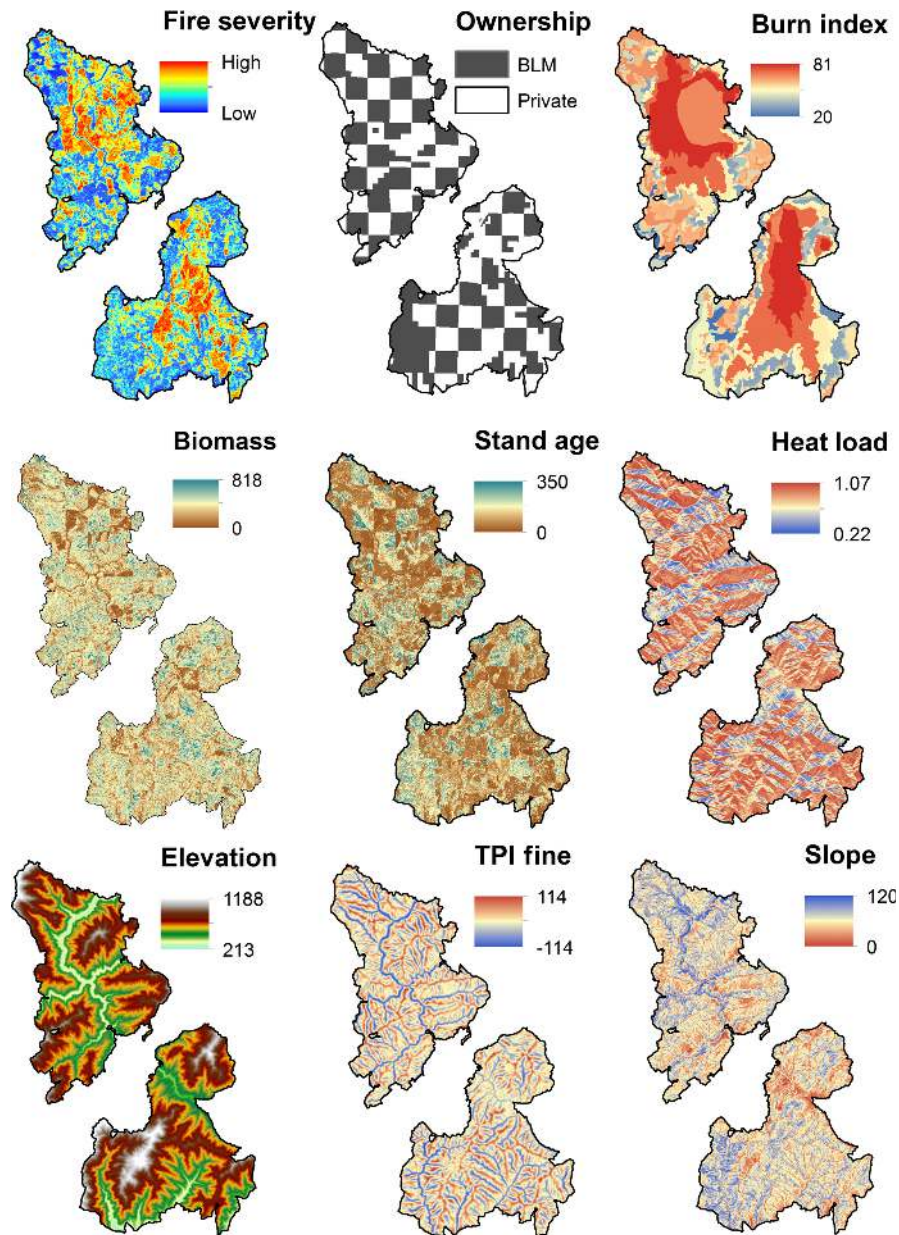 Fire severity
High
Low
Ownership
BLM
Private
Burn index
81
20
Biomass
818
0
Stand age
350
0
Heat load
1.07
0.22
Elevation
1188
213
TPI fine
114
-114
Slope
120
0